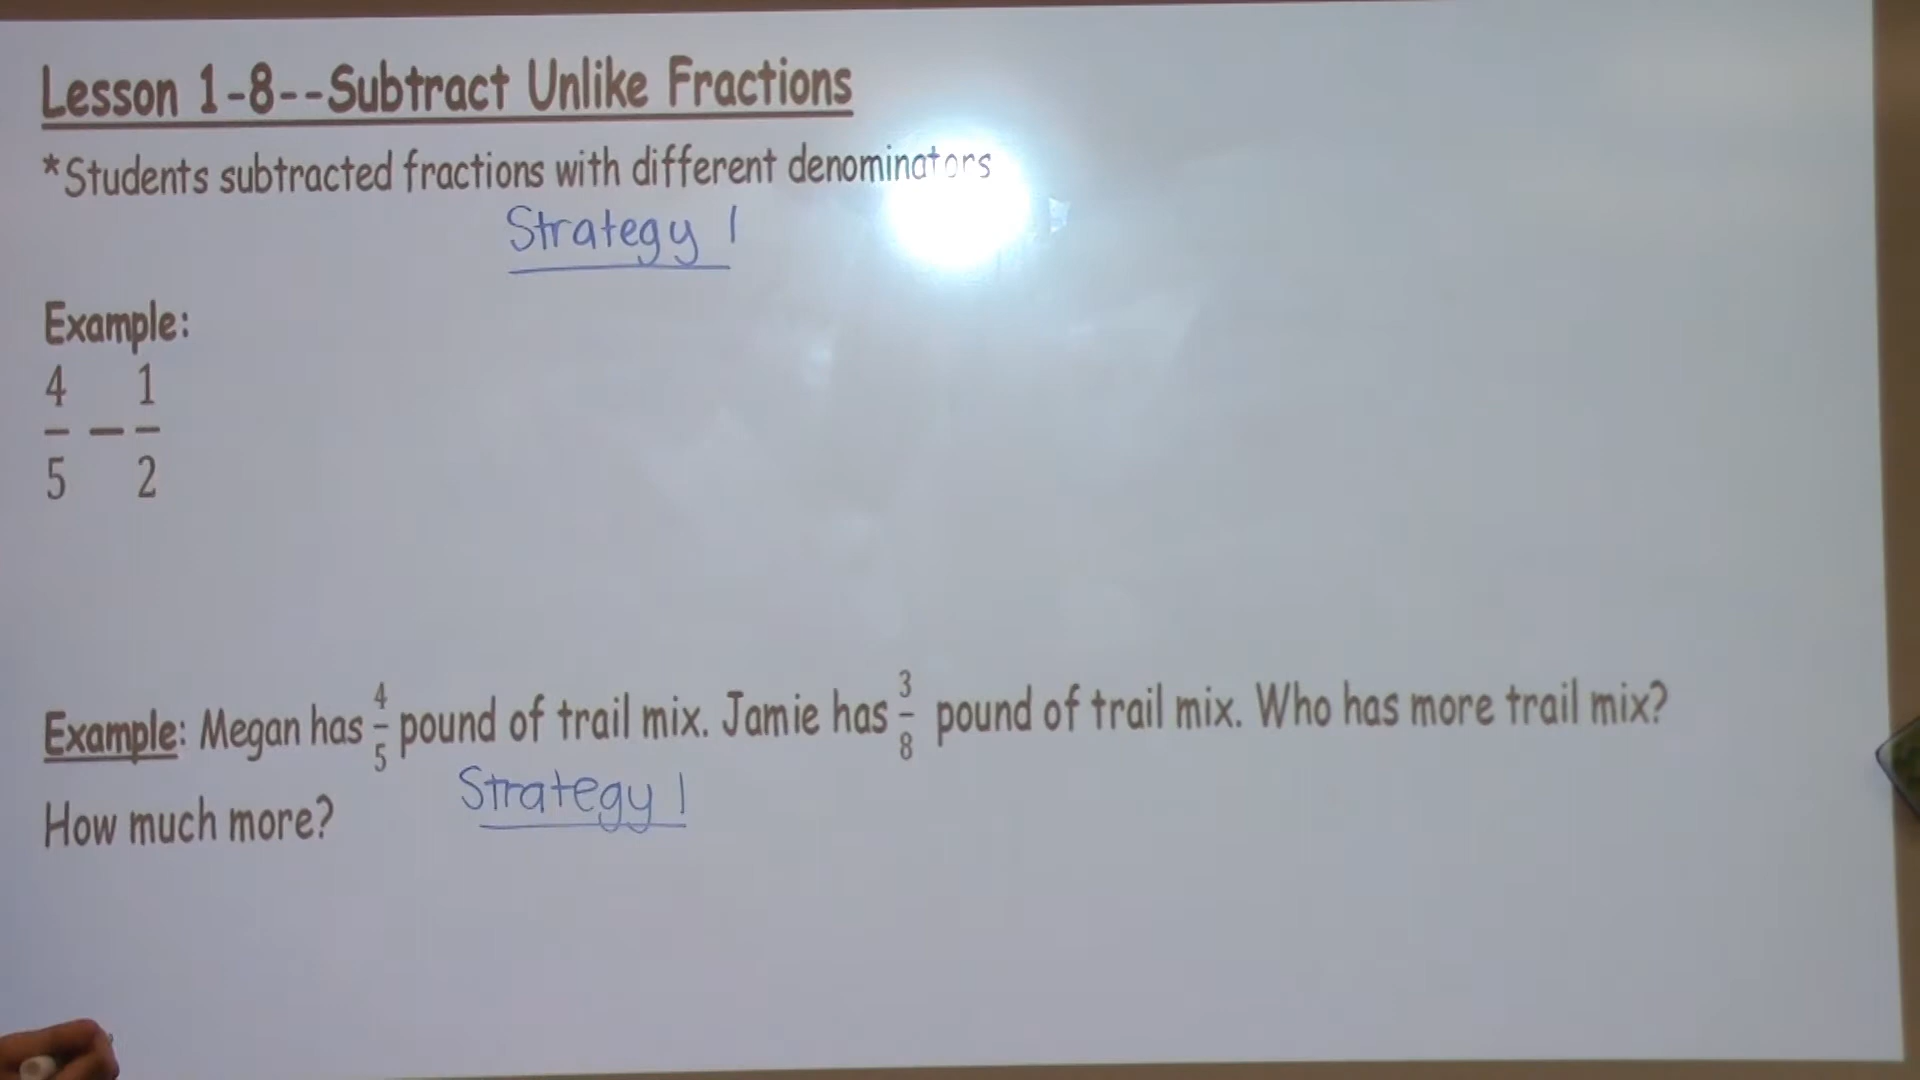 Lesson 1-8--Subtract Unlike Fractions
*Students subtracted fractions with different denominators
Strategy 1
Example:
4/5 − 1/2
Example: Megan has 4/5 pound of trail mix. Jamie has 3/8 pound of trail mix. Who has more trail mix?
How much more?
Strategy 1